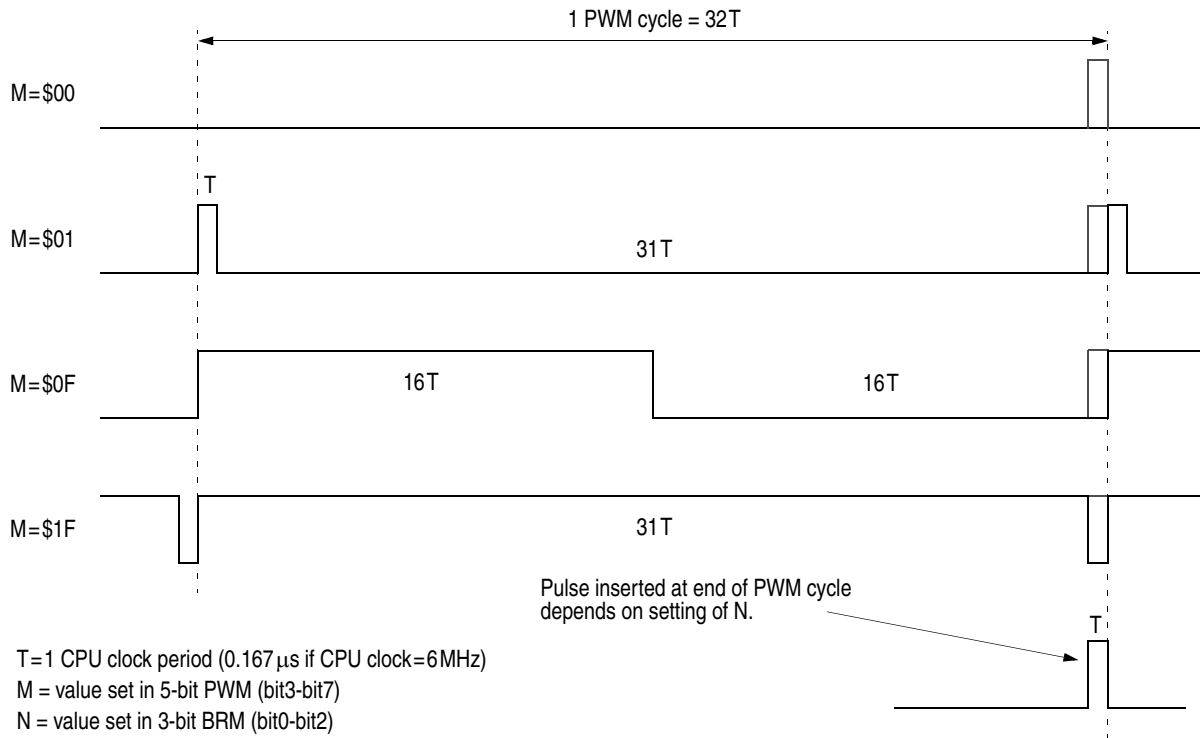 1 PWM cycle = 32T
M=$00
T
M=$01
31T
M=$0F
16T
16T
M=$1F
31T
Pulse inserted at end of PWM cycle
depends on setting of N.
T
T=1 CPU clock period (0.167 μs if CPU clock=6MHz)
M = value set in 5-bit PWM (bit3-bit7)
N = value set in 3-bit BRM (bit0-bit2)